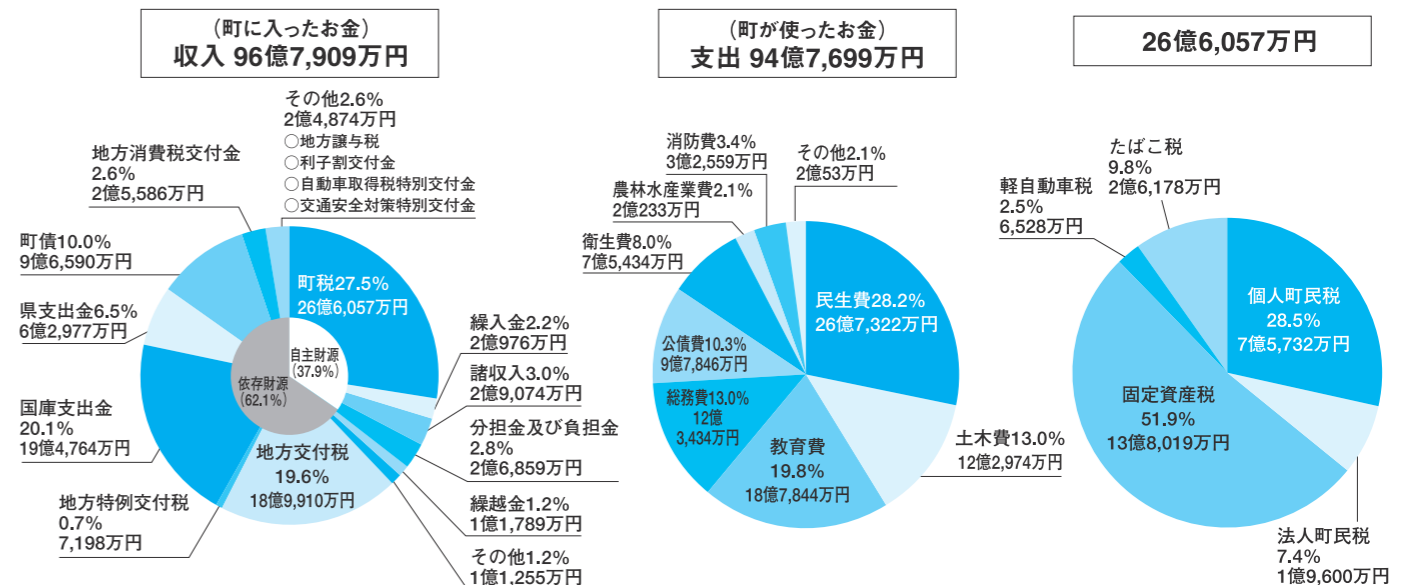 (町に入ったお金)
収入 96億7,909万円
その他2.6%
2億4,874万円
○地方譲与税
○利子割交付金
○自動車取得税特別交付金
○交通安全対策特別交付金
地方消費税交付金
2.6%
2億5,586万円
町債10.0%
9億6,590万円
県支出金6.5%
6億2,977万円
国庫支出金
20.1%
19億4,764万円
地方特例交付税
0.7%
7,198万円
地方交付税
19.6%
18億9,910万円
町税27.5%
26億6,057万円
自主財源
(37.9%)
依存財源
(62.1%)
繰入金2.2%
2億976万円
諸収入3.0%
2億9,074万円
分担金及び負担金
2.8%
2億6,859万円
繰越金1.2%
1億1,789万円
その他1.2%
1億1,255万円
(町が使ったお金)
支出 94億7,699万円
消防費3.4%
3億2,559万円
その他2.1%
2億53万円
農林水産業費2.1%
2億233万円
衛生費8.0%
7億5,434万円
公債費10.3%
9億7,846万円
総務費13.0%
12億
3,434万円
教育費
19.8%
18億7,844万円
民生費28.2%
26億7,322万円
土木費13.0%
12億2,974万円
26億6,057万円
たばこ税
9.8%
2億6,178万円
軽自動車税
2.5%
6,528万円
個人町民税
28.5%
7億5,732万円
固定資産税
51.9%
13億8,019万円
法人町民税
7.4%
1億9,600万円